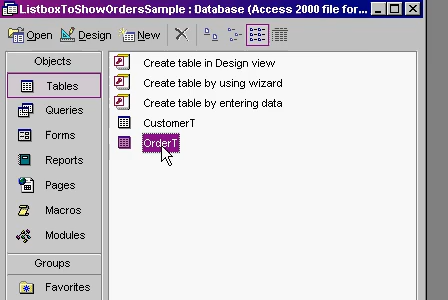 ListboxToShowOrdersSample : Database (Access 2000 file for...
Open Design New
Objects
Tables
Queries
Forms
Reports
Pages
Macros
Modules
Groups
Favorites
Create table in Design view
Create table by using wizard
Create table by entering data
CustomerT
OrderT